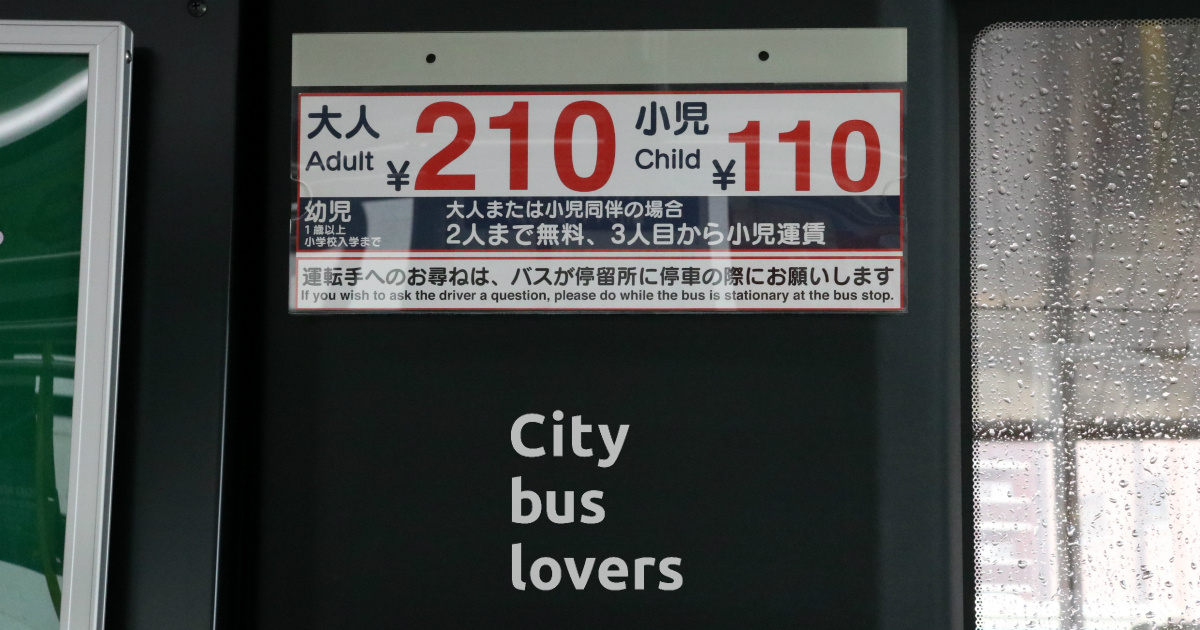 大人 小児
Adult ¥210 Child ¥110
幼児 大人または小児同伴の場合
1歳以上
小学校入学まで 2人まで無料、3人目から小児運賃
運転手へのお尋ねは、バスが停留所に停車の際にお願いします
If you wish to ask the driver a question, please do while the bus is stationary at the bus stop.
City
bus
lovers